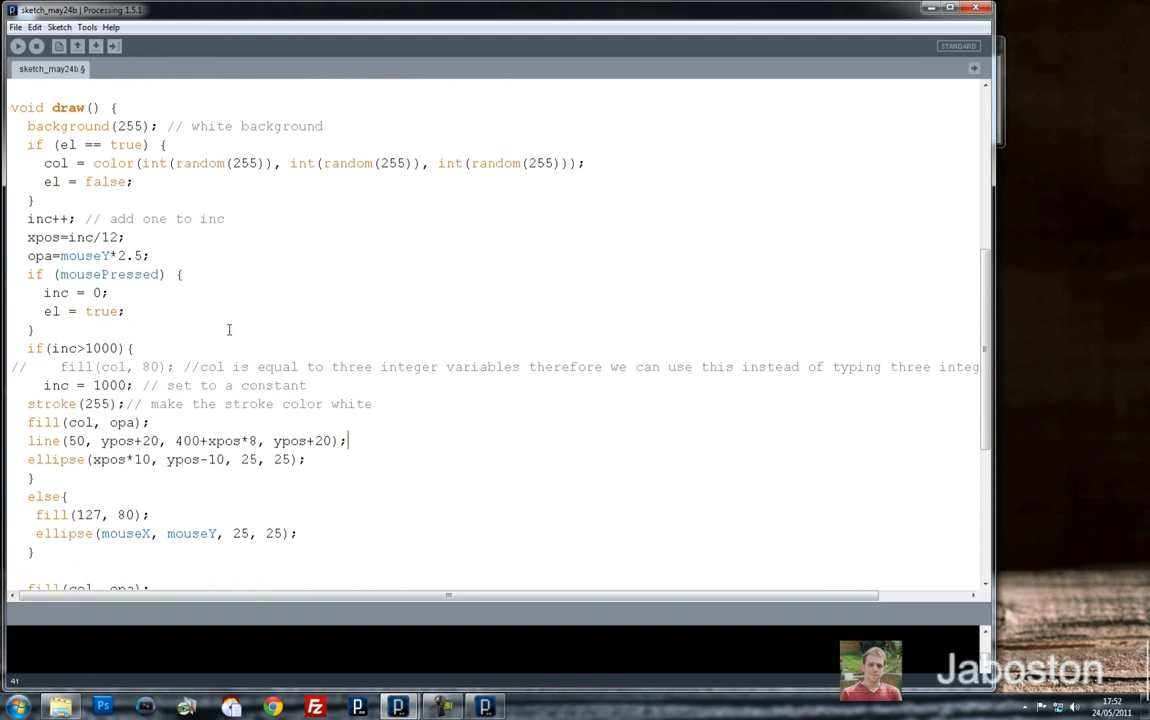 sketch_may24b | Processing 1.5.1
File Edit Sketch Tools Help
STANDARD
sketch_may24b §
void draw() {
background(255); // white background
if (el == true) {
col = color(int(random(255)), int(random(255)), int(random(255)));
el = false;
}
inc++; // add one to inc
xpos=inc/12;
opa=mouseY*2.5;
if (mousePressed) {
inc = 0;
el = true;
}
if(inc>1000){
// fill(col, 80); //col is equal to three integer variables therefore we can use this instead of typing three integ
inc = 1000; // set to a constant
stroke(255);// make the stroke color white
fill(col, opa);
line(50, ypos+20, 400+xpos*8, ypos+20);
ellipse(xpos*10, ypos-10, 25, 25);
}
else{
fill(127, 80);
ellipse(mouseX, mouseY, 25, 25);
}
fill(col, opa);
Jaboston
41
Ps
Fz
P
P
P
17:52
24/05/2011